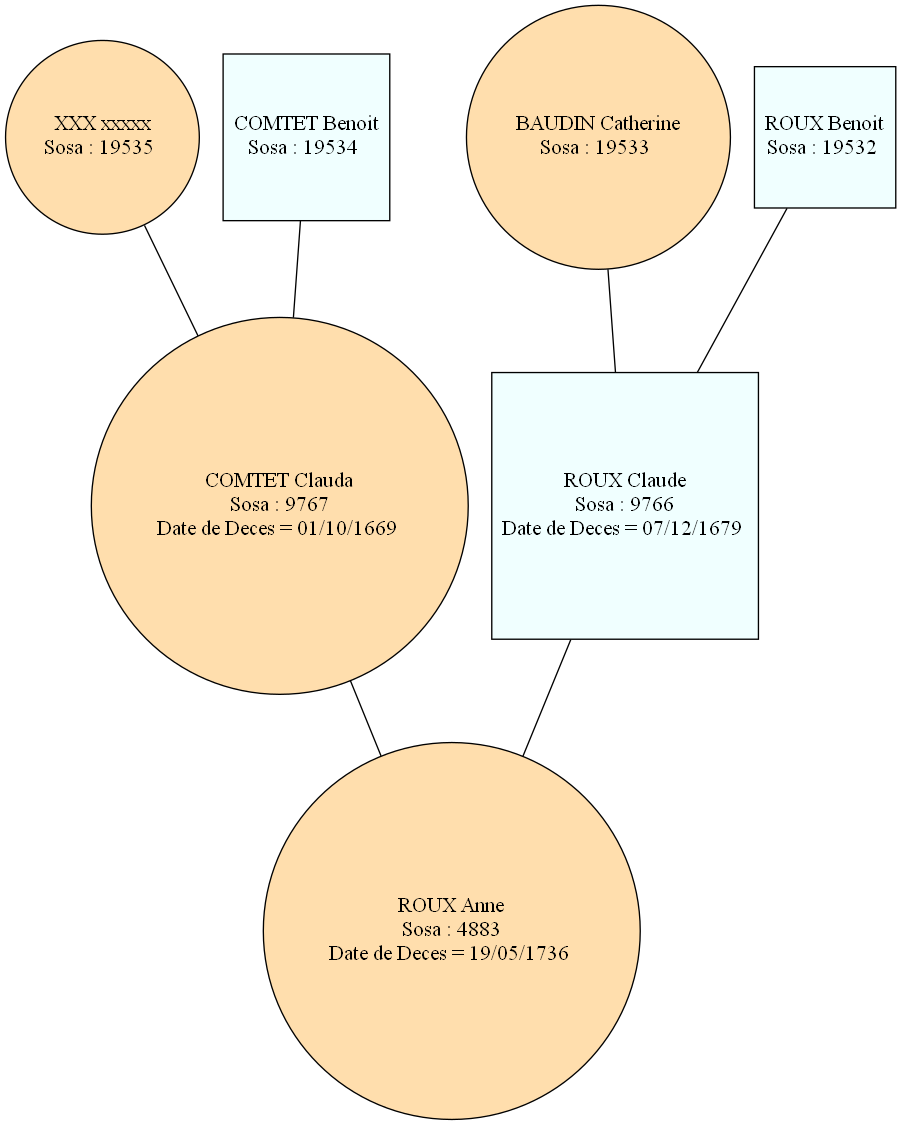 XXX xxxxx
Sosa : 19535
COMTET Benoit
Sosa : 19534
BAUDIN Catherine
Sosa : 19533
ROUX Benoit
Sosa : 19532
COMTET Clauda
Sosa : 9767
Date de Deces = 01/10/1669
ROUX Claude
Sosa : 9766
Date de Deces = 07/12/1679
ROUX Anne
Sosa : 4883
Date de Deces = 19/05/1736